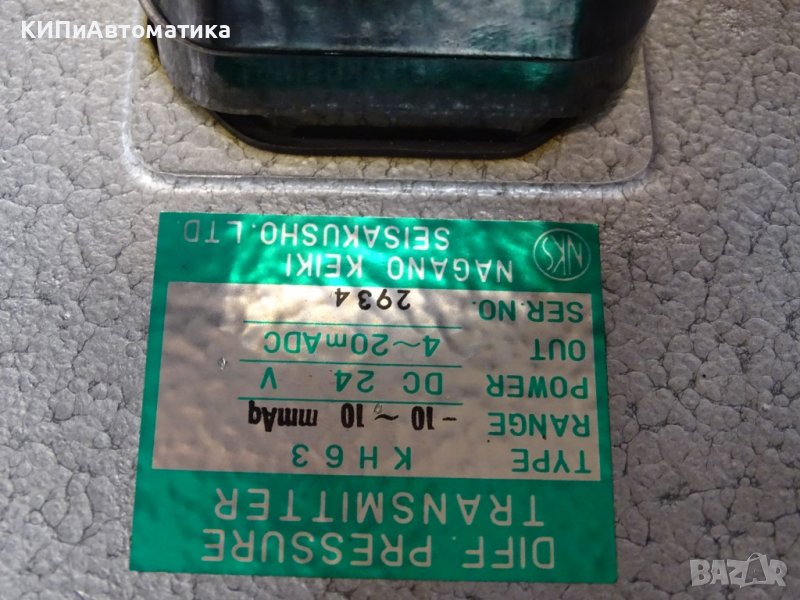 КИПиАвтоматика
DIFF. PRESSURE
TRANSMITTER
TYPE KH63
RANGE -10 ~ 10 mmAq
POWER DC 24 V
OUT 4~20mADC
SER.NO. 2934
NKS NAGANO KEIKI
SEISAKUSHO.LTD
BAZAR